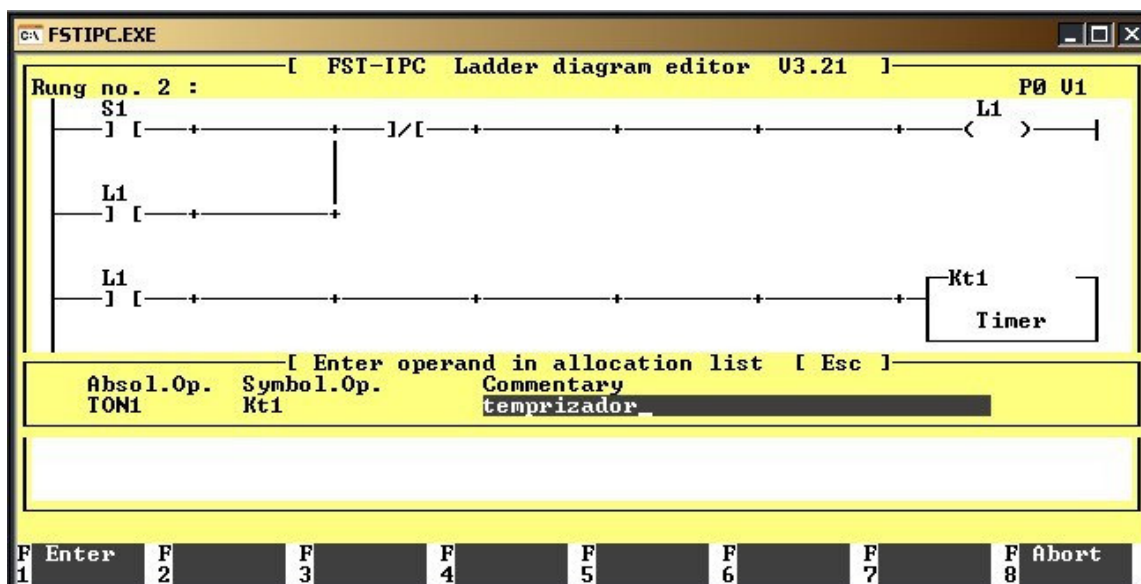 FSTIPC.EXE
[ FST-IPC Ladder diagram editor V3.21 ]
Rung no. 2 : P0 V1
S1 L1
] [ ]/[ ( )
L1
] [
L1 Kt1
] [
Timer
[ Enter operand in allocation list [ Esc ]
Absol.Op. Symbol.Op. Commentary
TON1 Kt1 temprizador_
F1 Enter F2 F3 F4 F5 F6 F7 F8 Abort